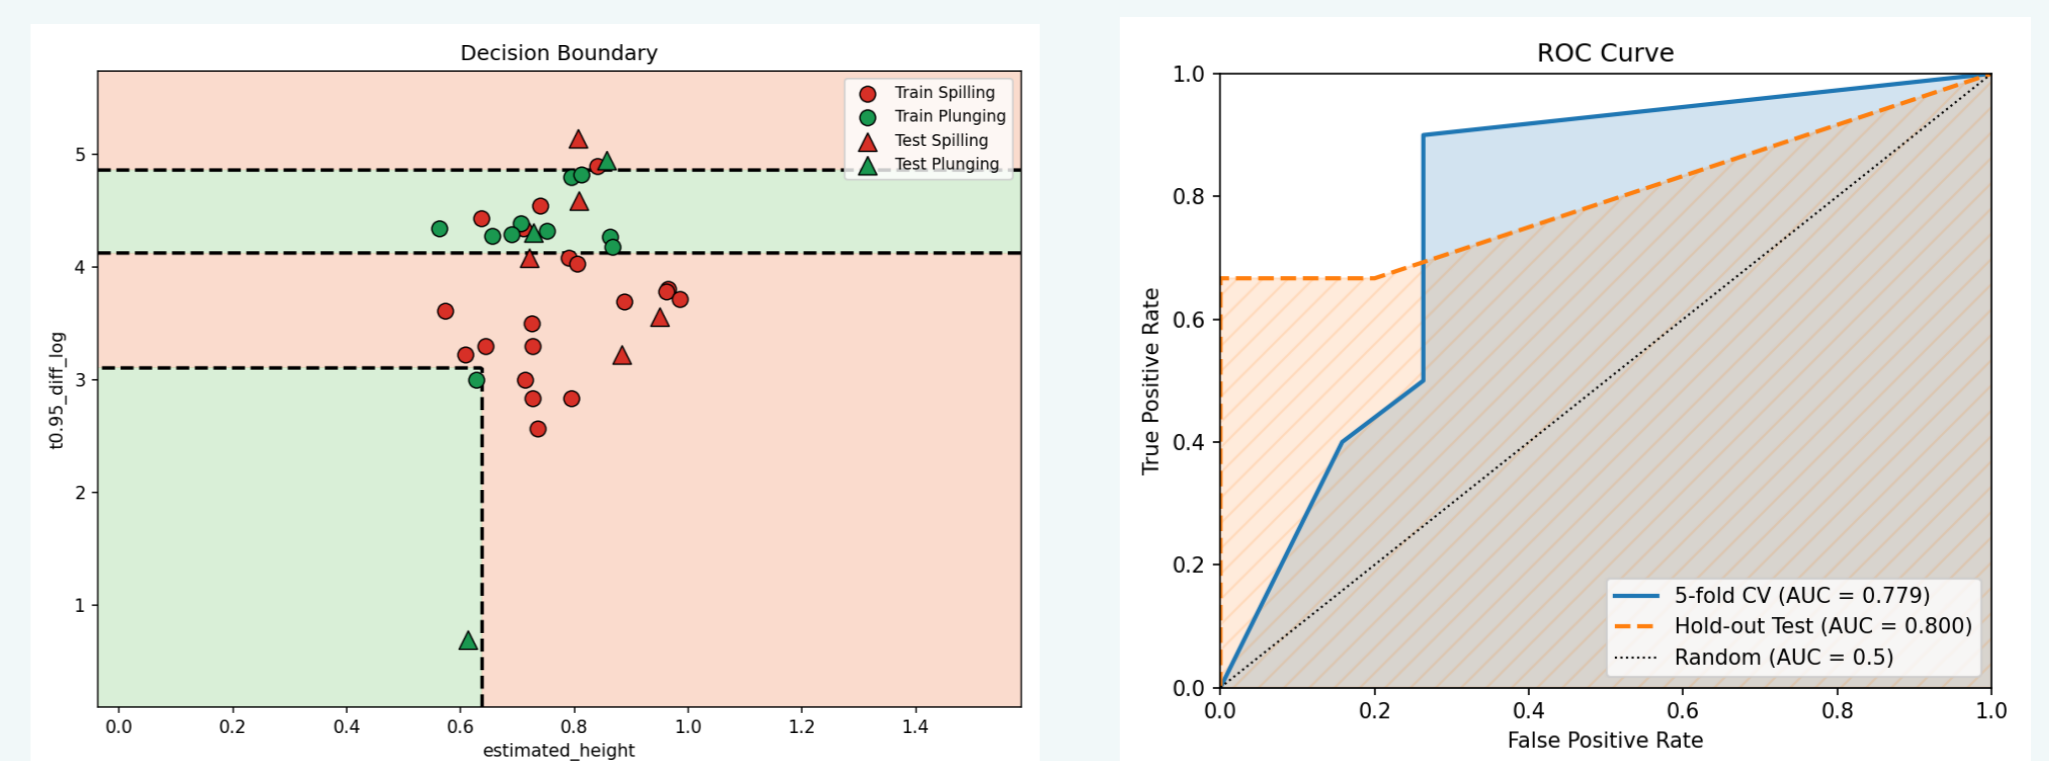 Decision Boundary
Train Spilling
Train Plunging
Test Spilling
Test Plunging
5
4
3
2
1
t0.95_diff_log
0.0 0.2 0.4 0.6 0.8 1.0 1.2 1.4
estimated_height
ROC Curve
1.0
0.8
0.6
0.4
0.2
0.0
True Positive Rate
5-fold CV (AUC = 0.779)
Hold-out Test (AUC = 0.800)
Random (AUC = 0.5)
0.0 0.2 0.4 0.6 0.8 1.0
False Positive Rate